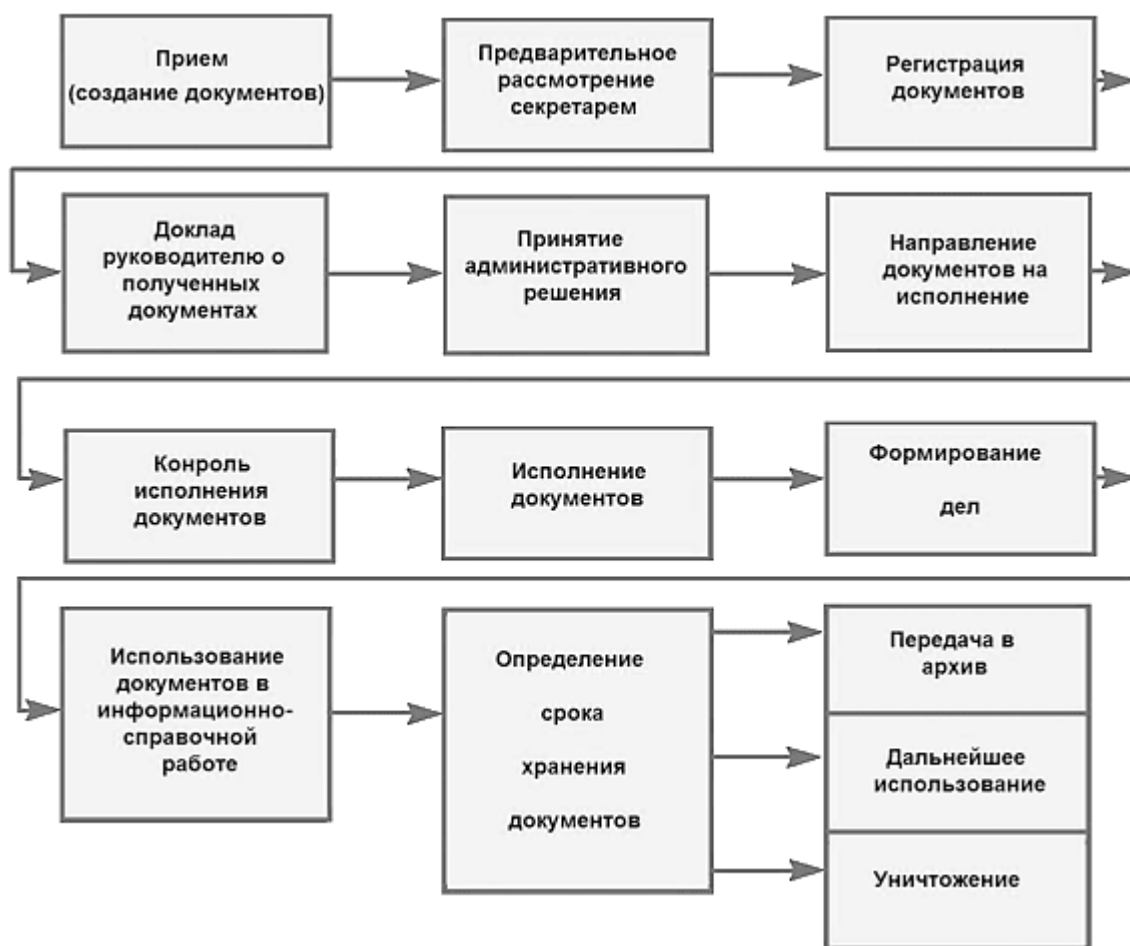 Прием
(создание документов)
Предварительное
рассмотрение
секретарем
Регистрация
документов
Доклад
руководителю о
полученных
документах
Принятие
административного
решения
Направление
документов на
исполнение
Конроль
исполнения
документов
Исполнение
документов
Формирование
дел
Использование
документов в
информационно-
справочной
работе
Определение
срока
хранения
документов
Передача в
архив
Дальнейшее
использование
Уничтожение